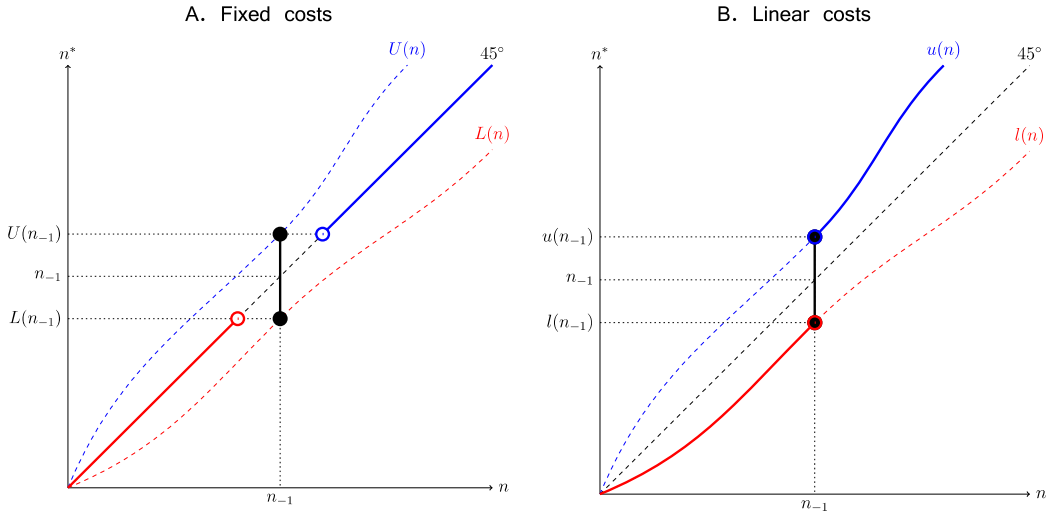 A. Fixed costs
n*
U(n)
45°
L(n)
U(n₋₁)
n₋₁
L(n₋₁)
n₋₁
n
B. Linear costs
n*
u(n)
45°
l(n)
u(n₋₁)
n₋₁
l(n₋₁)
n₋₁
n